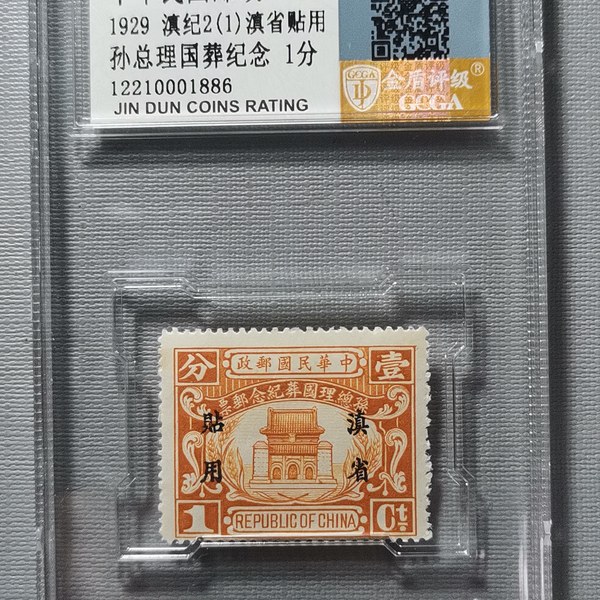 1929 滇纪2(1)滇省贴用
孙总理国葬纪念 1分
12210001886
JIN DUN COINS RATING
GCGA
金盾评级®
GCGA
政郵國民華中
分
壹
票郵念紀葬國理總孫
貼用
滇省
1
REPUBLIC OF CHINA
Ct.